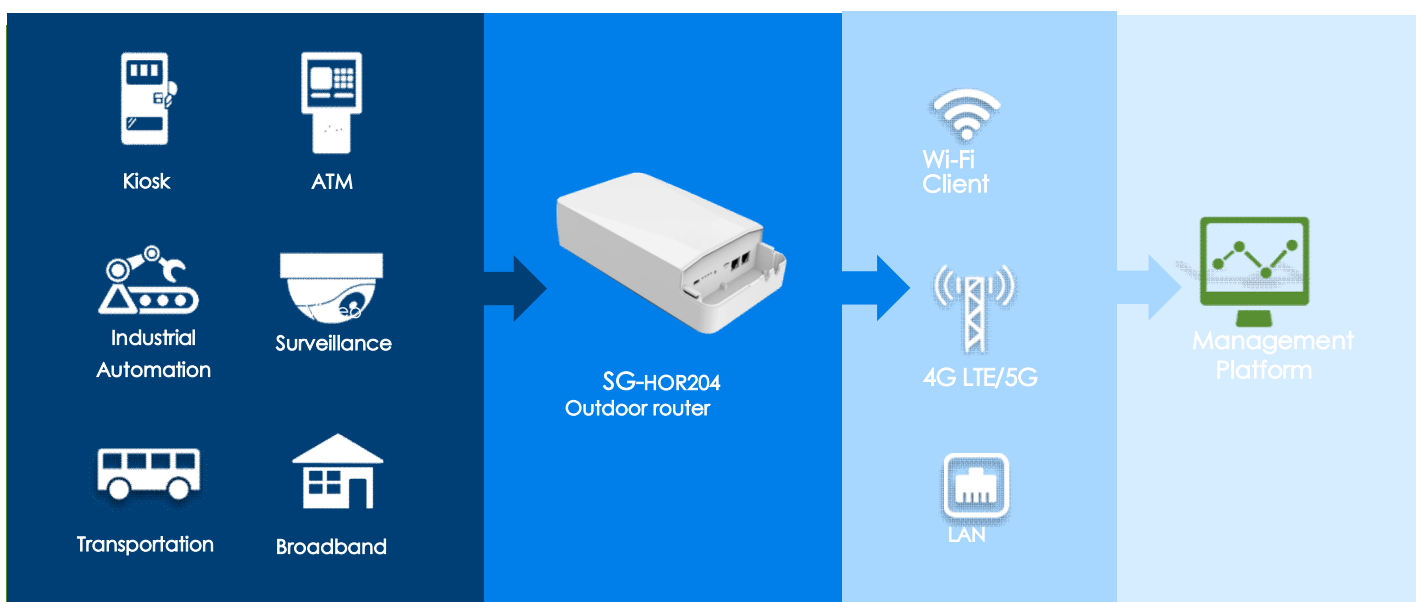 Kiosk
ATM
Industrial
Automation
Surveillance
Transportation
Broadband
SG-HOR204
Outdoor router
Wi-Fi
Client
4G LTE/5G
LAN
Management
Platform